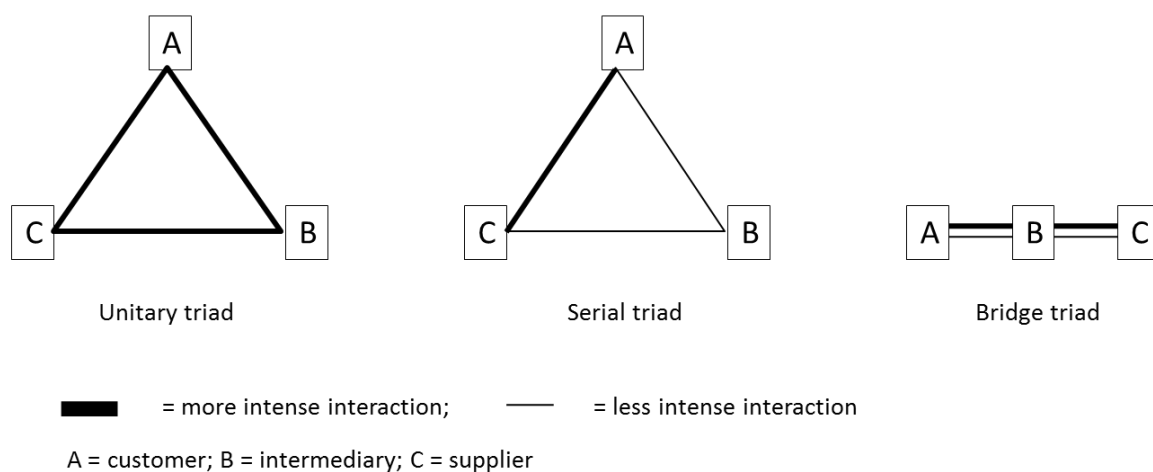 A
A
C
B
C
B
A
B
C
Unitary triad
Serial triad
Bridge triad
= more intense interaction;
= less intense interaction
A = customer; B = intermediary; C = supplier